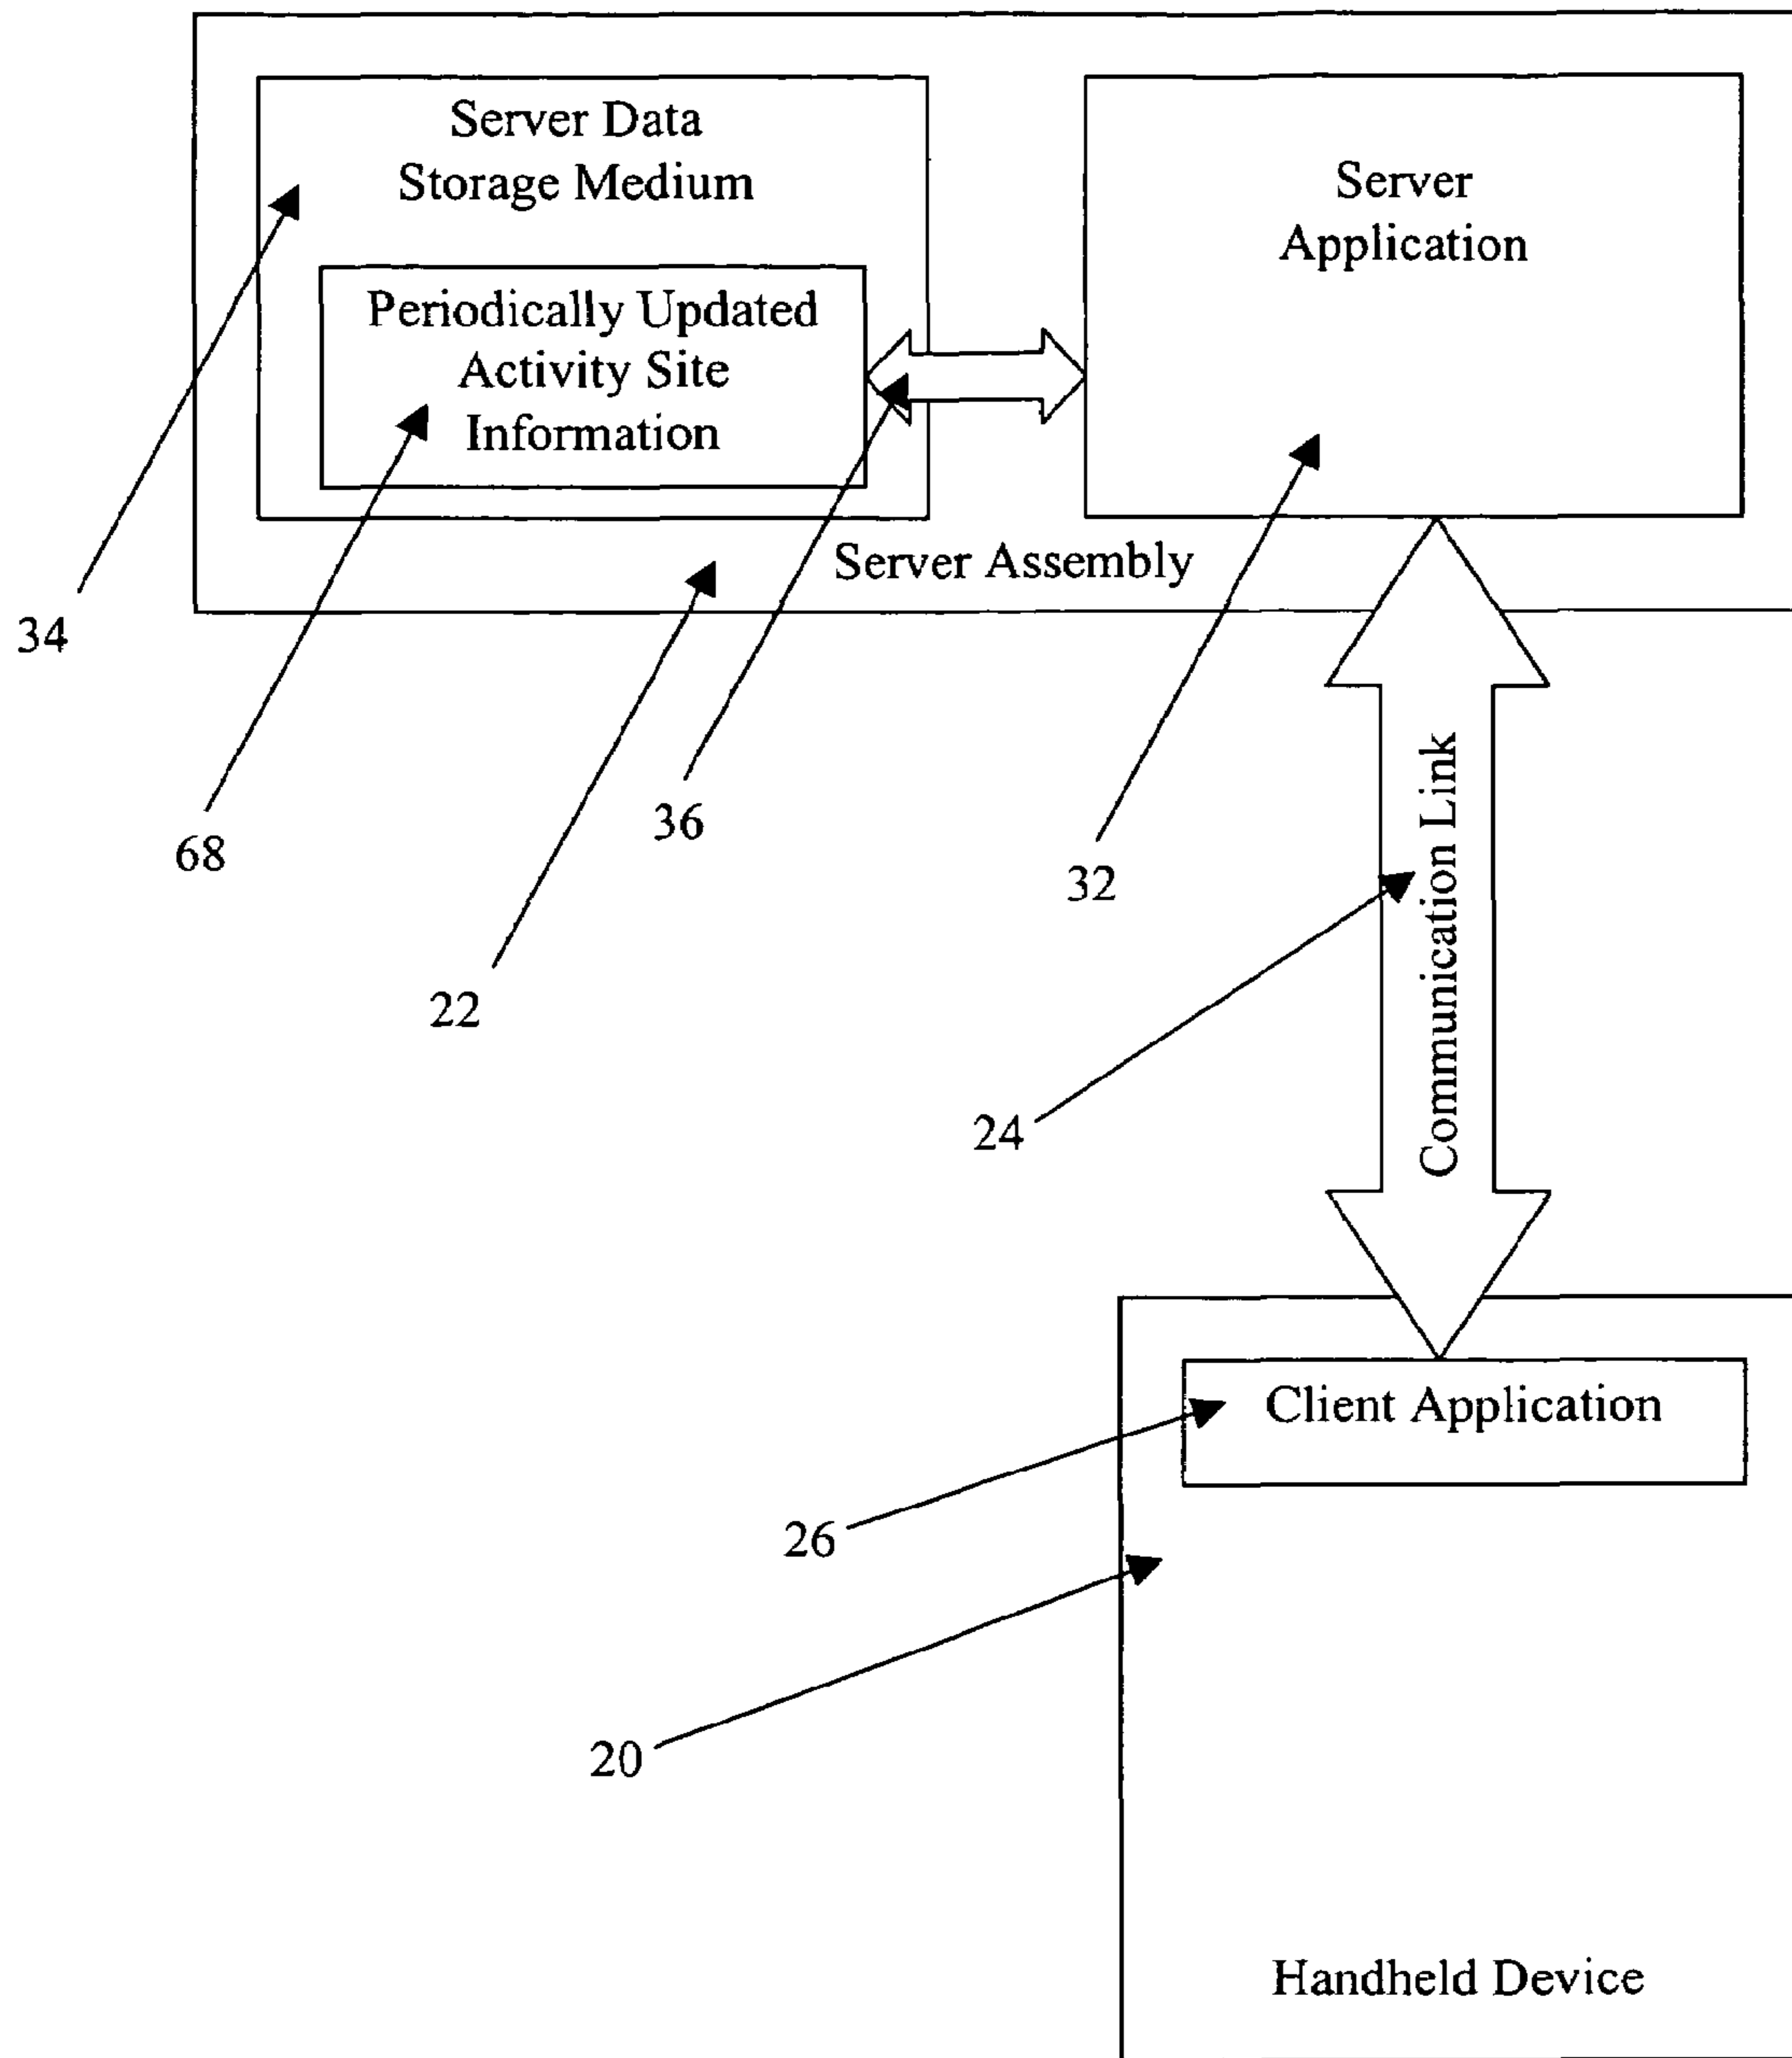 Server Data
Storage Medium
Server
Application
Periodically Updated
Activity Site
Information
Server Assembly
34
68
36
32
22
24
Communication Link
Client Application
26
20
Handheld Device